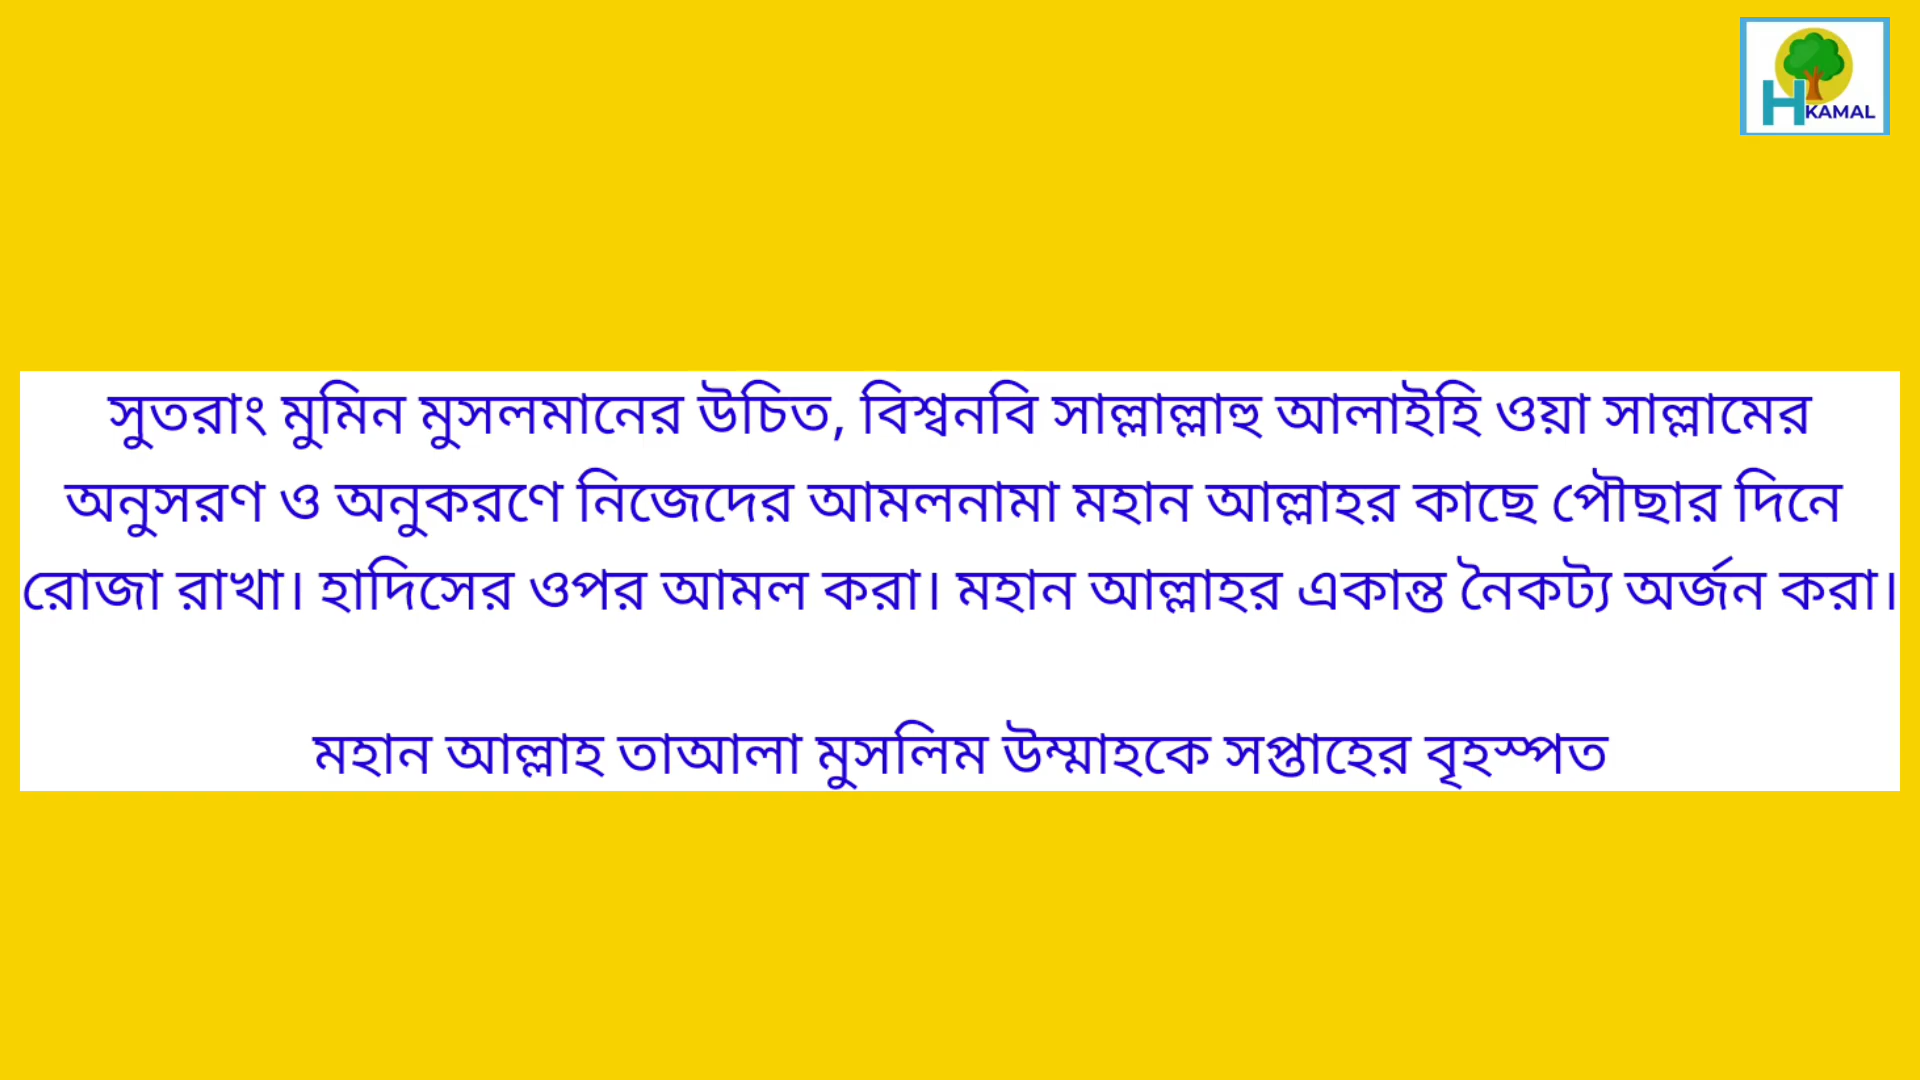 H KAMAL
সুতরাং মুমিন মুসলমানের উচিত, বিশ্বনবি সাল্লাল্লাহু আলাইহি ওয়া সাল্লামের
অনুসরণ ও অনুকরণে নিজেদের আমলনামা মহান আল্লাহর কাছে পৌছার দিনে
রোজা রাখা। হাদিসের ওপর আমল করা। মহান আল্লাহর একান্ত নৈকট্য অর্জন করা।
মহান আল্লাহ তাআলা মুসলিম উম্মাহকে সপ্তাহের বৃহস্পত